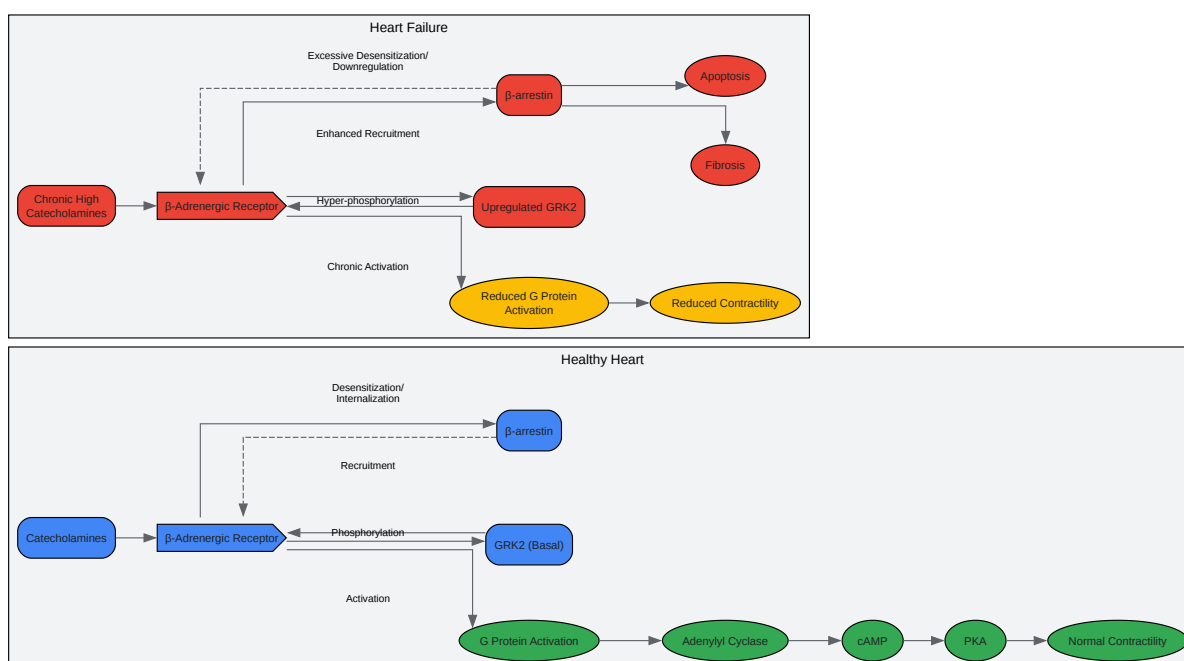 Heart Failure
Excessive Desensitization/
Downregulation
Apoptosis
β-arrestin
Enhanced Recruitment
Fibrosis
Chronic High
Catecholamines
β-Adrenergic Receptor
Hyper-phosphorylation
Upregulated GRK2
Chronic Activation
Reduced G Protein
Activation
Reduced Contractility
Healthy Heart
Desensitization/
Internalization
β-arrestin
Recruitment
Catecholamines
β-Adrenergic Receptor
Phosphorylation
GRK2 (Basal)
Activation
G Protein Activation
Adenylyl Cyclase
cAMP
PKA
Normal Contractility